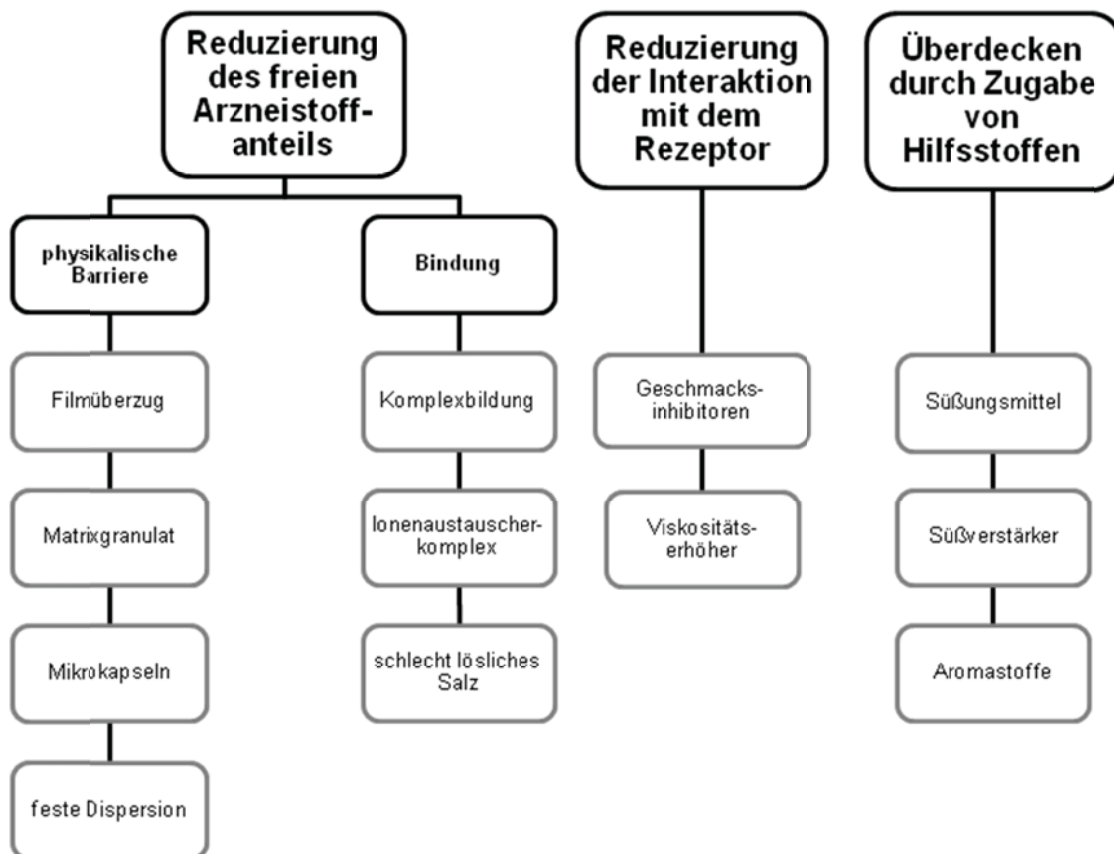 Reduzierung
des freien
Arzneistoff-
anteils
physikalische
Barriere
Filmüberzug
Matrixgranulat
Mikrokapseln
feste Dispersion
Bindung
Komplexbildung
Ionenaustauscher-
komplex
schlecht lösliches
Salz
Reduzierung
der Interaktion
mit dem
Rezeptor
Geschmacks-
inhibitoren
Viskositäts-
erhöher
Überdecken
durch Zugabe
von
Hilfsstoffen
Süßungsmittel
Süßverstärker
Aromastoffe